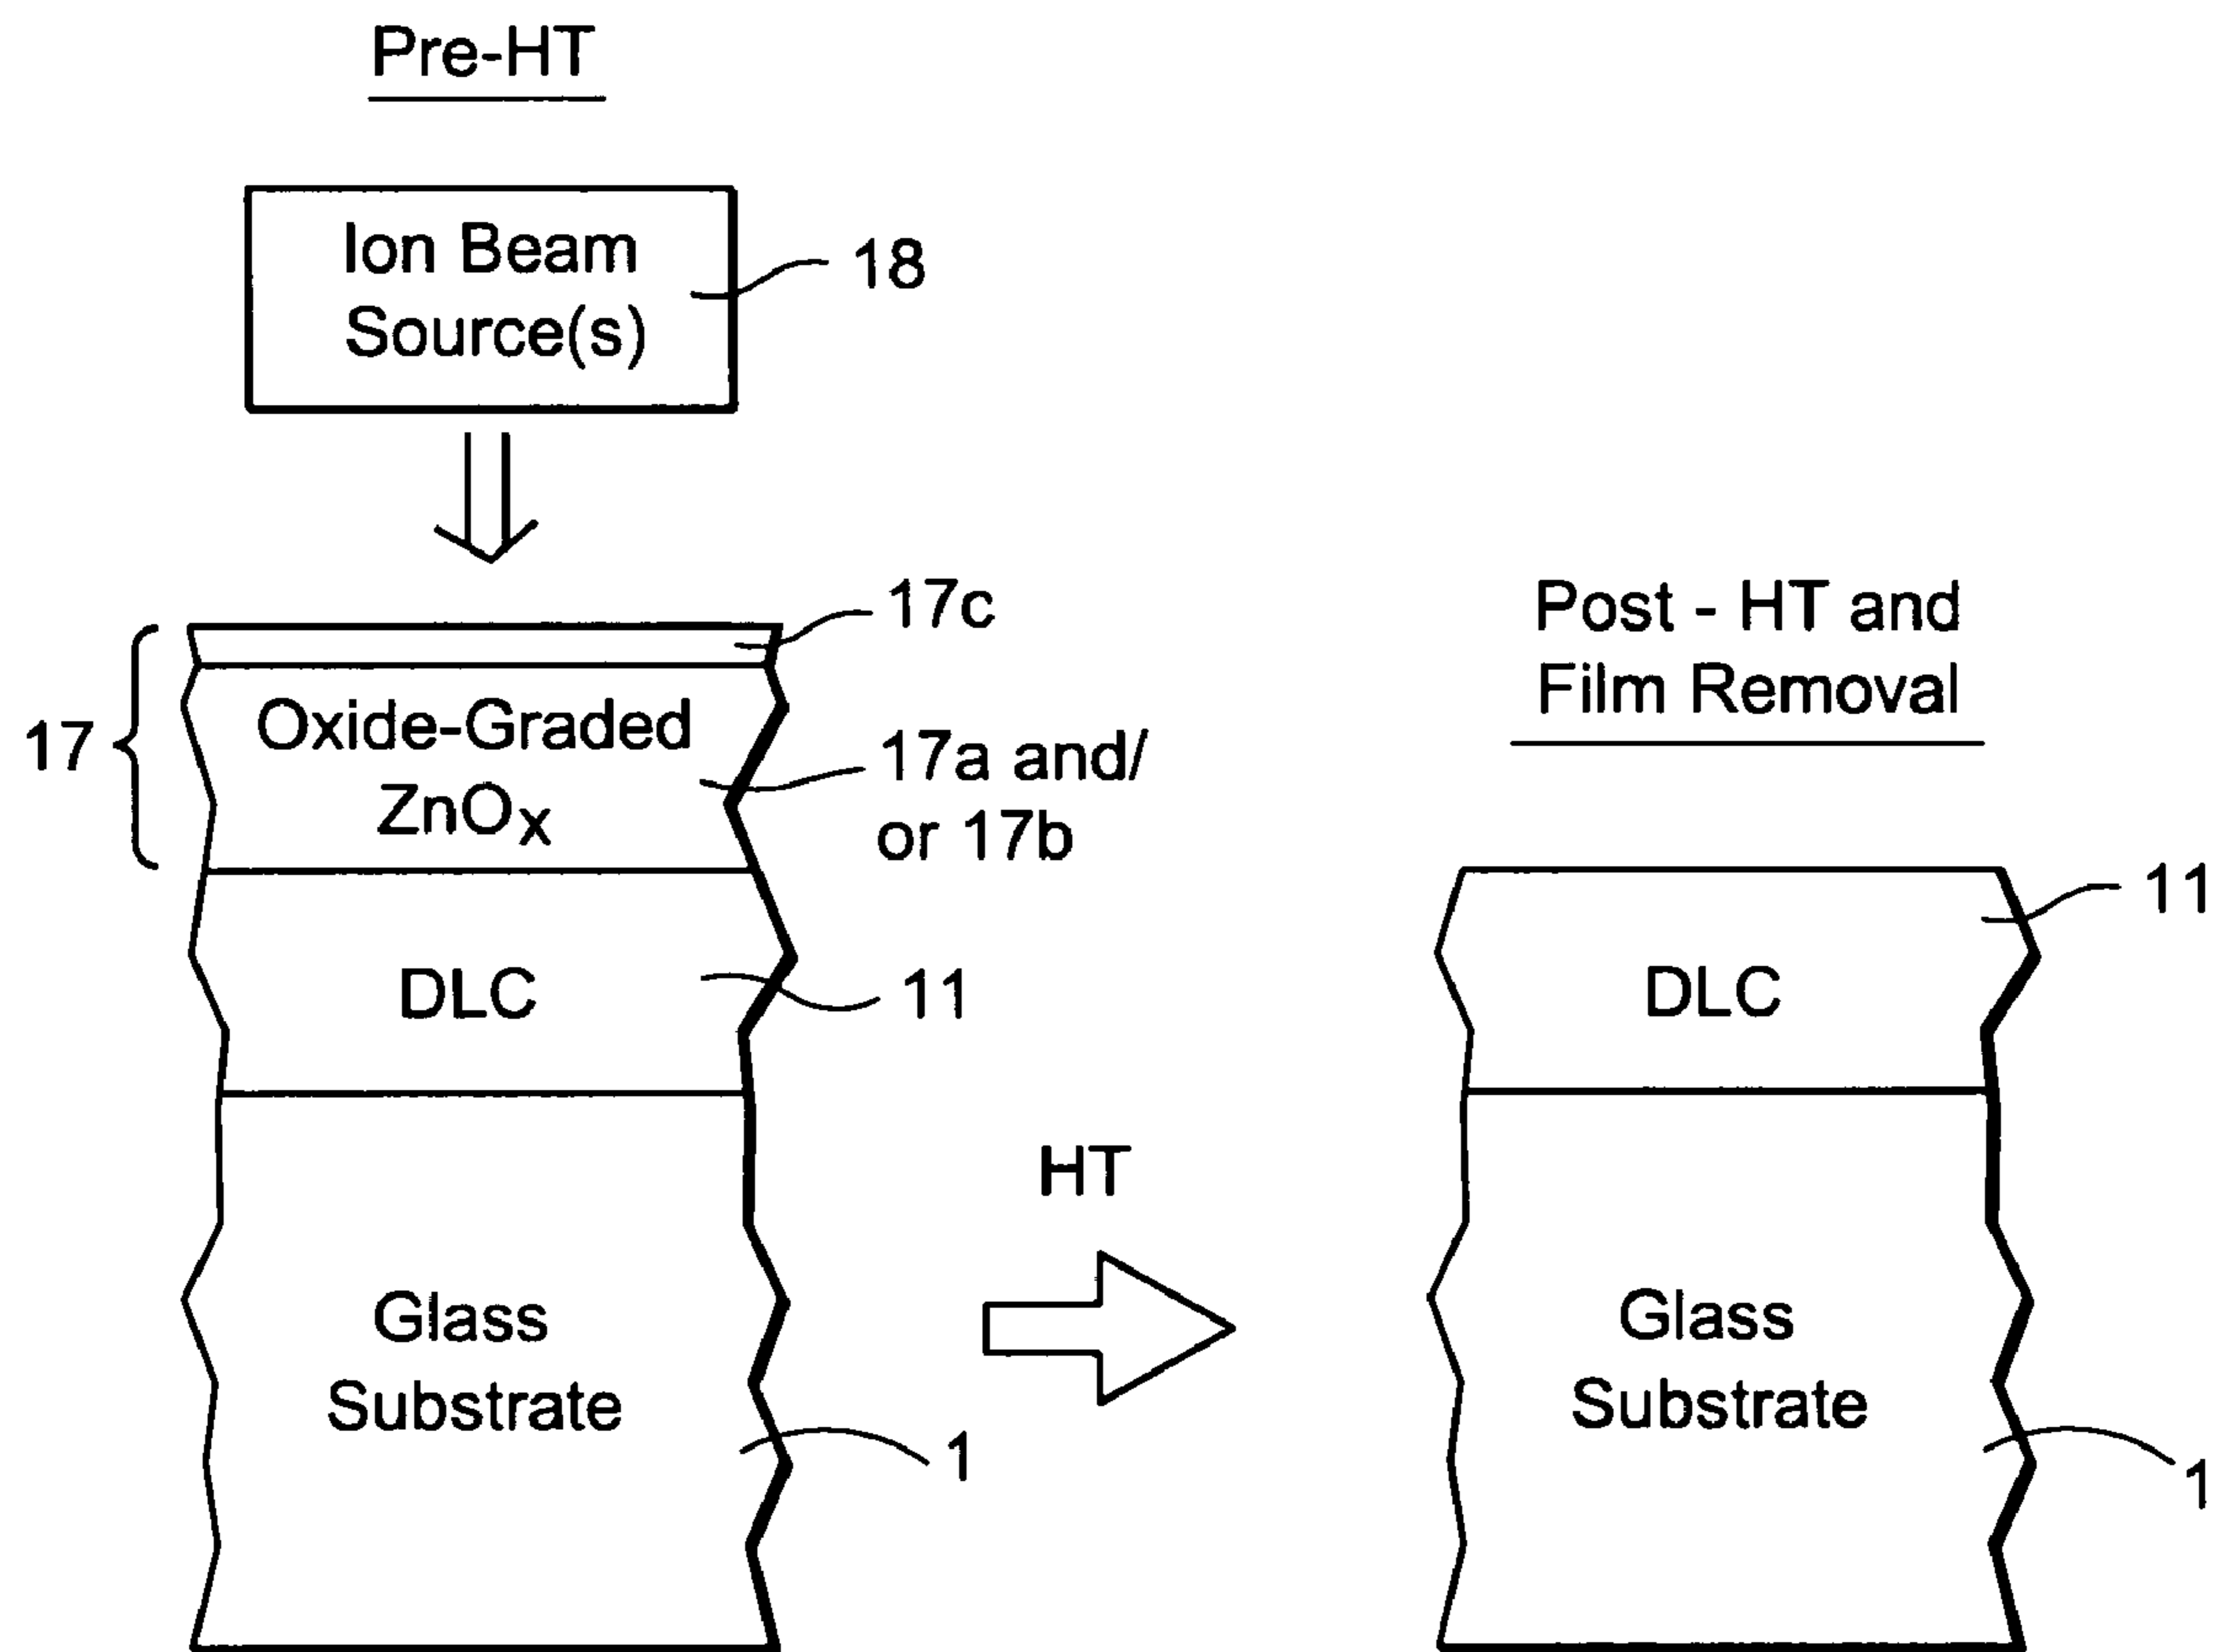 Pre-HT
Ion Beam
Source(s)
18
17c
17
Oxide-Graded
ZnOx
17a and/
or 17b
DLC
11
Glass
Substrate
1
HT
Post - HT and
Film Removal
11
DLC
Glass
Substrate
1